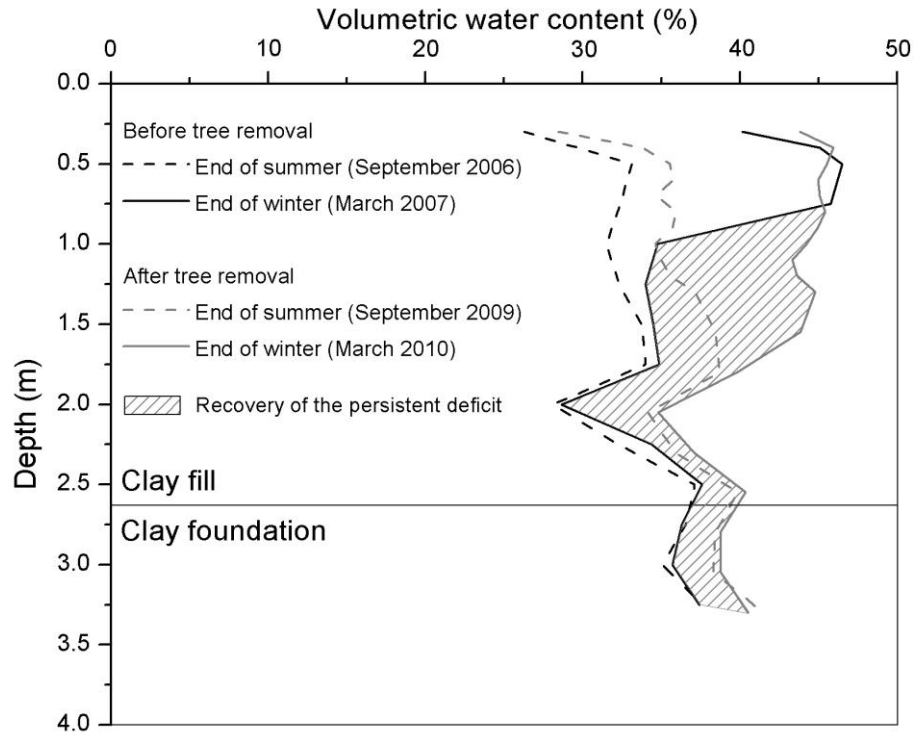 Volumetric water content (%)
0 10 20 30 40 50
0.0
Before tree removal
0.5
End of summer (September 2006)
End of winter (March 2007)
1.0
After tree removal
End of summer (September 2009)
1.5
End of winter (March 2010)
2.0
Recovery of the persistent deficit
Depth (m)
2.5
Clay fill
Clay foundation
3.0
3.5
4.0